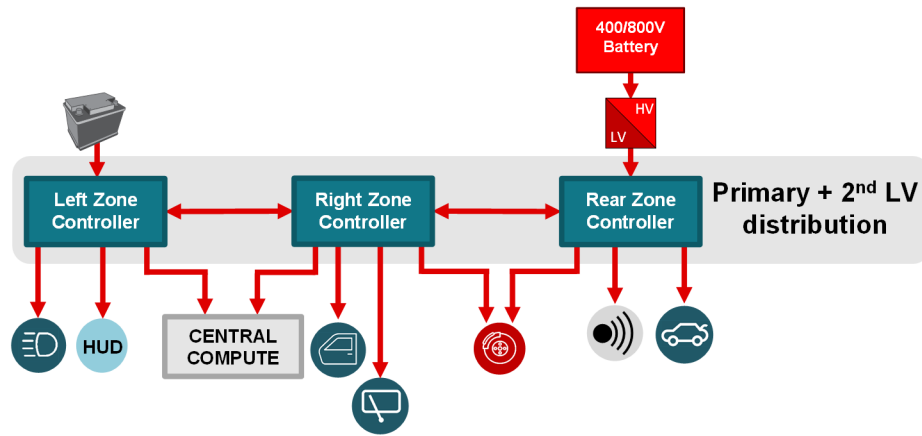 400/800V
Battery
HV
LV
Left Zone
Controller
Right Zone
Controller
Rear Zone
Controller
Primary + 2nd LV
distribution
HUD
CENTRAL
COMPUTE